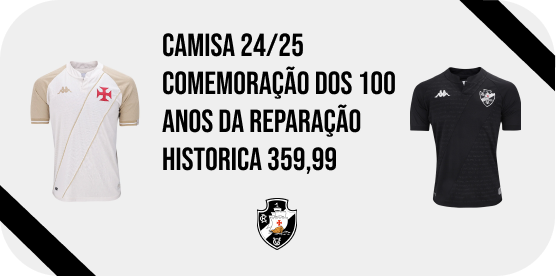 CAMISA 24/25
COMEMORAÇÃO DOS 100
ANOS DA REPARAÇÃO
HISTORICA 359,99